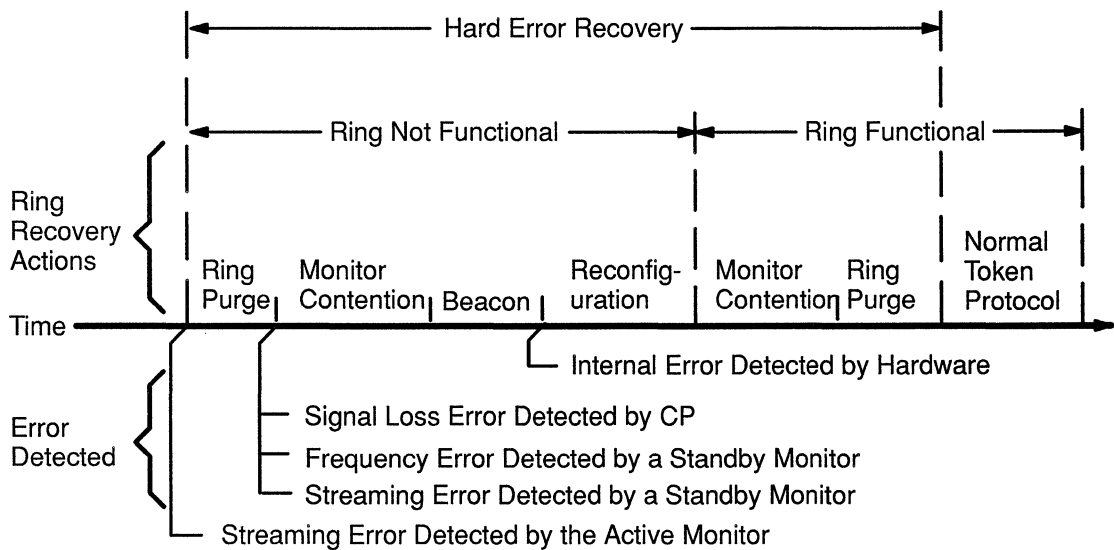 Hard Error Recovery
Ring Not Functional
Ring Functional
Ring
Recovery
Actions
Ring
Purge
Monitor
Contention
Beacon
Reconfig-
uration
Monitor
Contention
Ring
Purge
Normal
Token
Protocol
Time
Internal Error Detected by Hardware
Error
Detected
Signal Loss Error Detected by CP
Frequency Error Detected by a Standby Monitor
Streaming Error Detected by a Standby Monitor
Streaming Error Detected by the Active Monitor